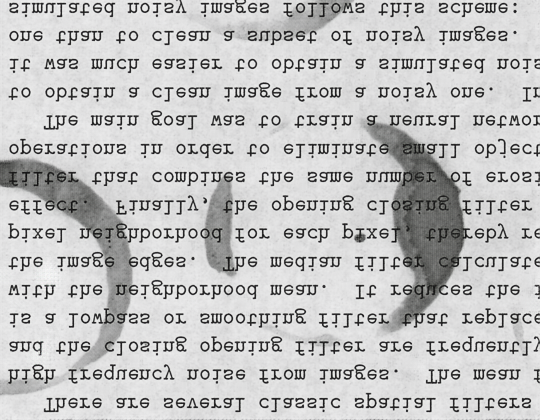 There are several classic spatial filters
high frequency noise from images. The mean f
and the closing opening filter are frequently
is a lowpass or smoothing filter that replace
with the neighborhood mean. It reduces the i
the image edges. The median filter calculate
pixel neighborhood for each pixel, thereby re
effect. Finally, the opening closing filter
filter that combines the same number of erosi
operations in order to eliminate small object
The main goal was to train a neural networ
to obtain a clean image from a noisy one. In
it was much easier to obtain a simulated nois
one than to clean a subset of noisy images.
simulated noisy images follows this scheme: